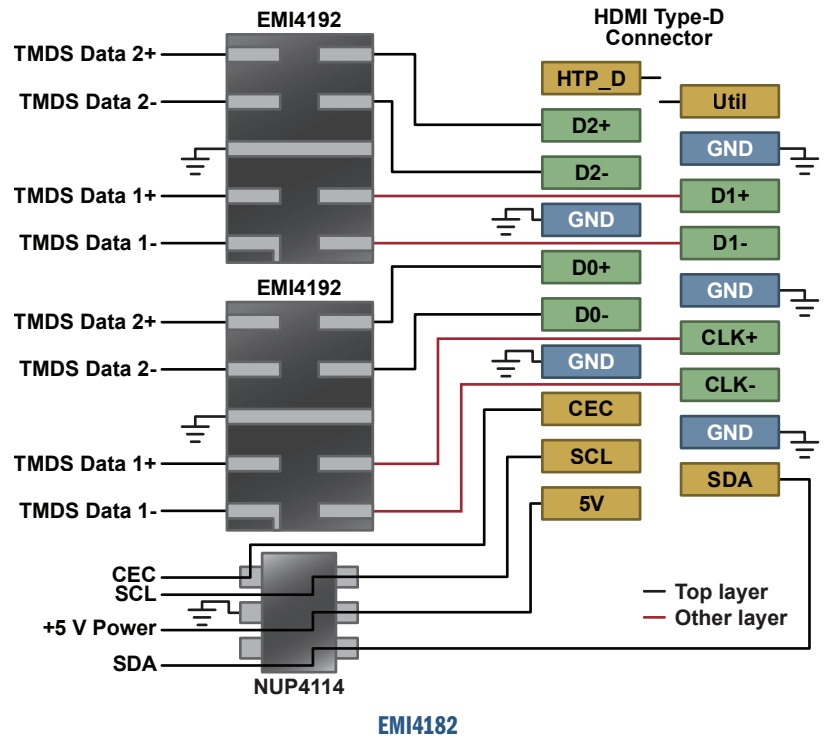 EMI4192
HDMI Type-D
Connector
TMDS Data 2+
TMDS Data 2-
TMDS Data 1+
TMDS Data 1-
HTP_D
Util
D2+
GND
D2-
D1+
GND
D1-
EMI4192
D0+
GND
D0-
CLK+
GND
CLK-
CEC
GND
SCL
SDA
5V
TMDS Data 2+
TMDS Data 2-
TMDS Data 1+
TMDS Data 1-
CEC
SCL
+5 V Power
SDA
NUP4114
Top layer
Other layer
EMI4182